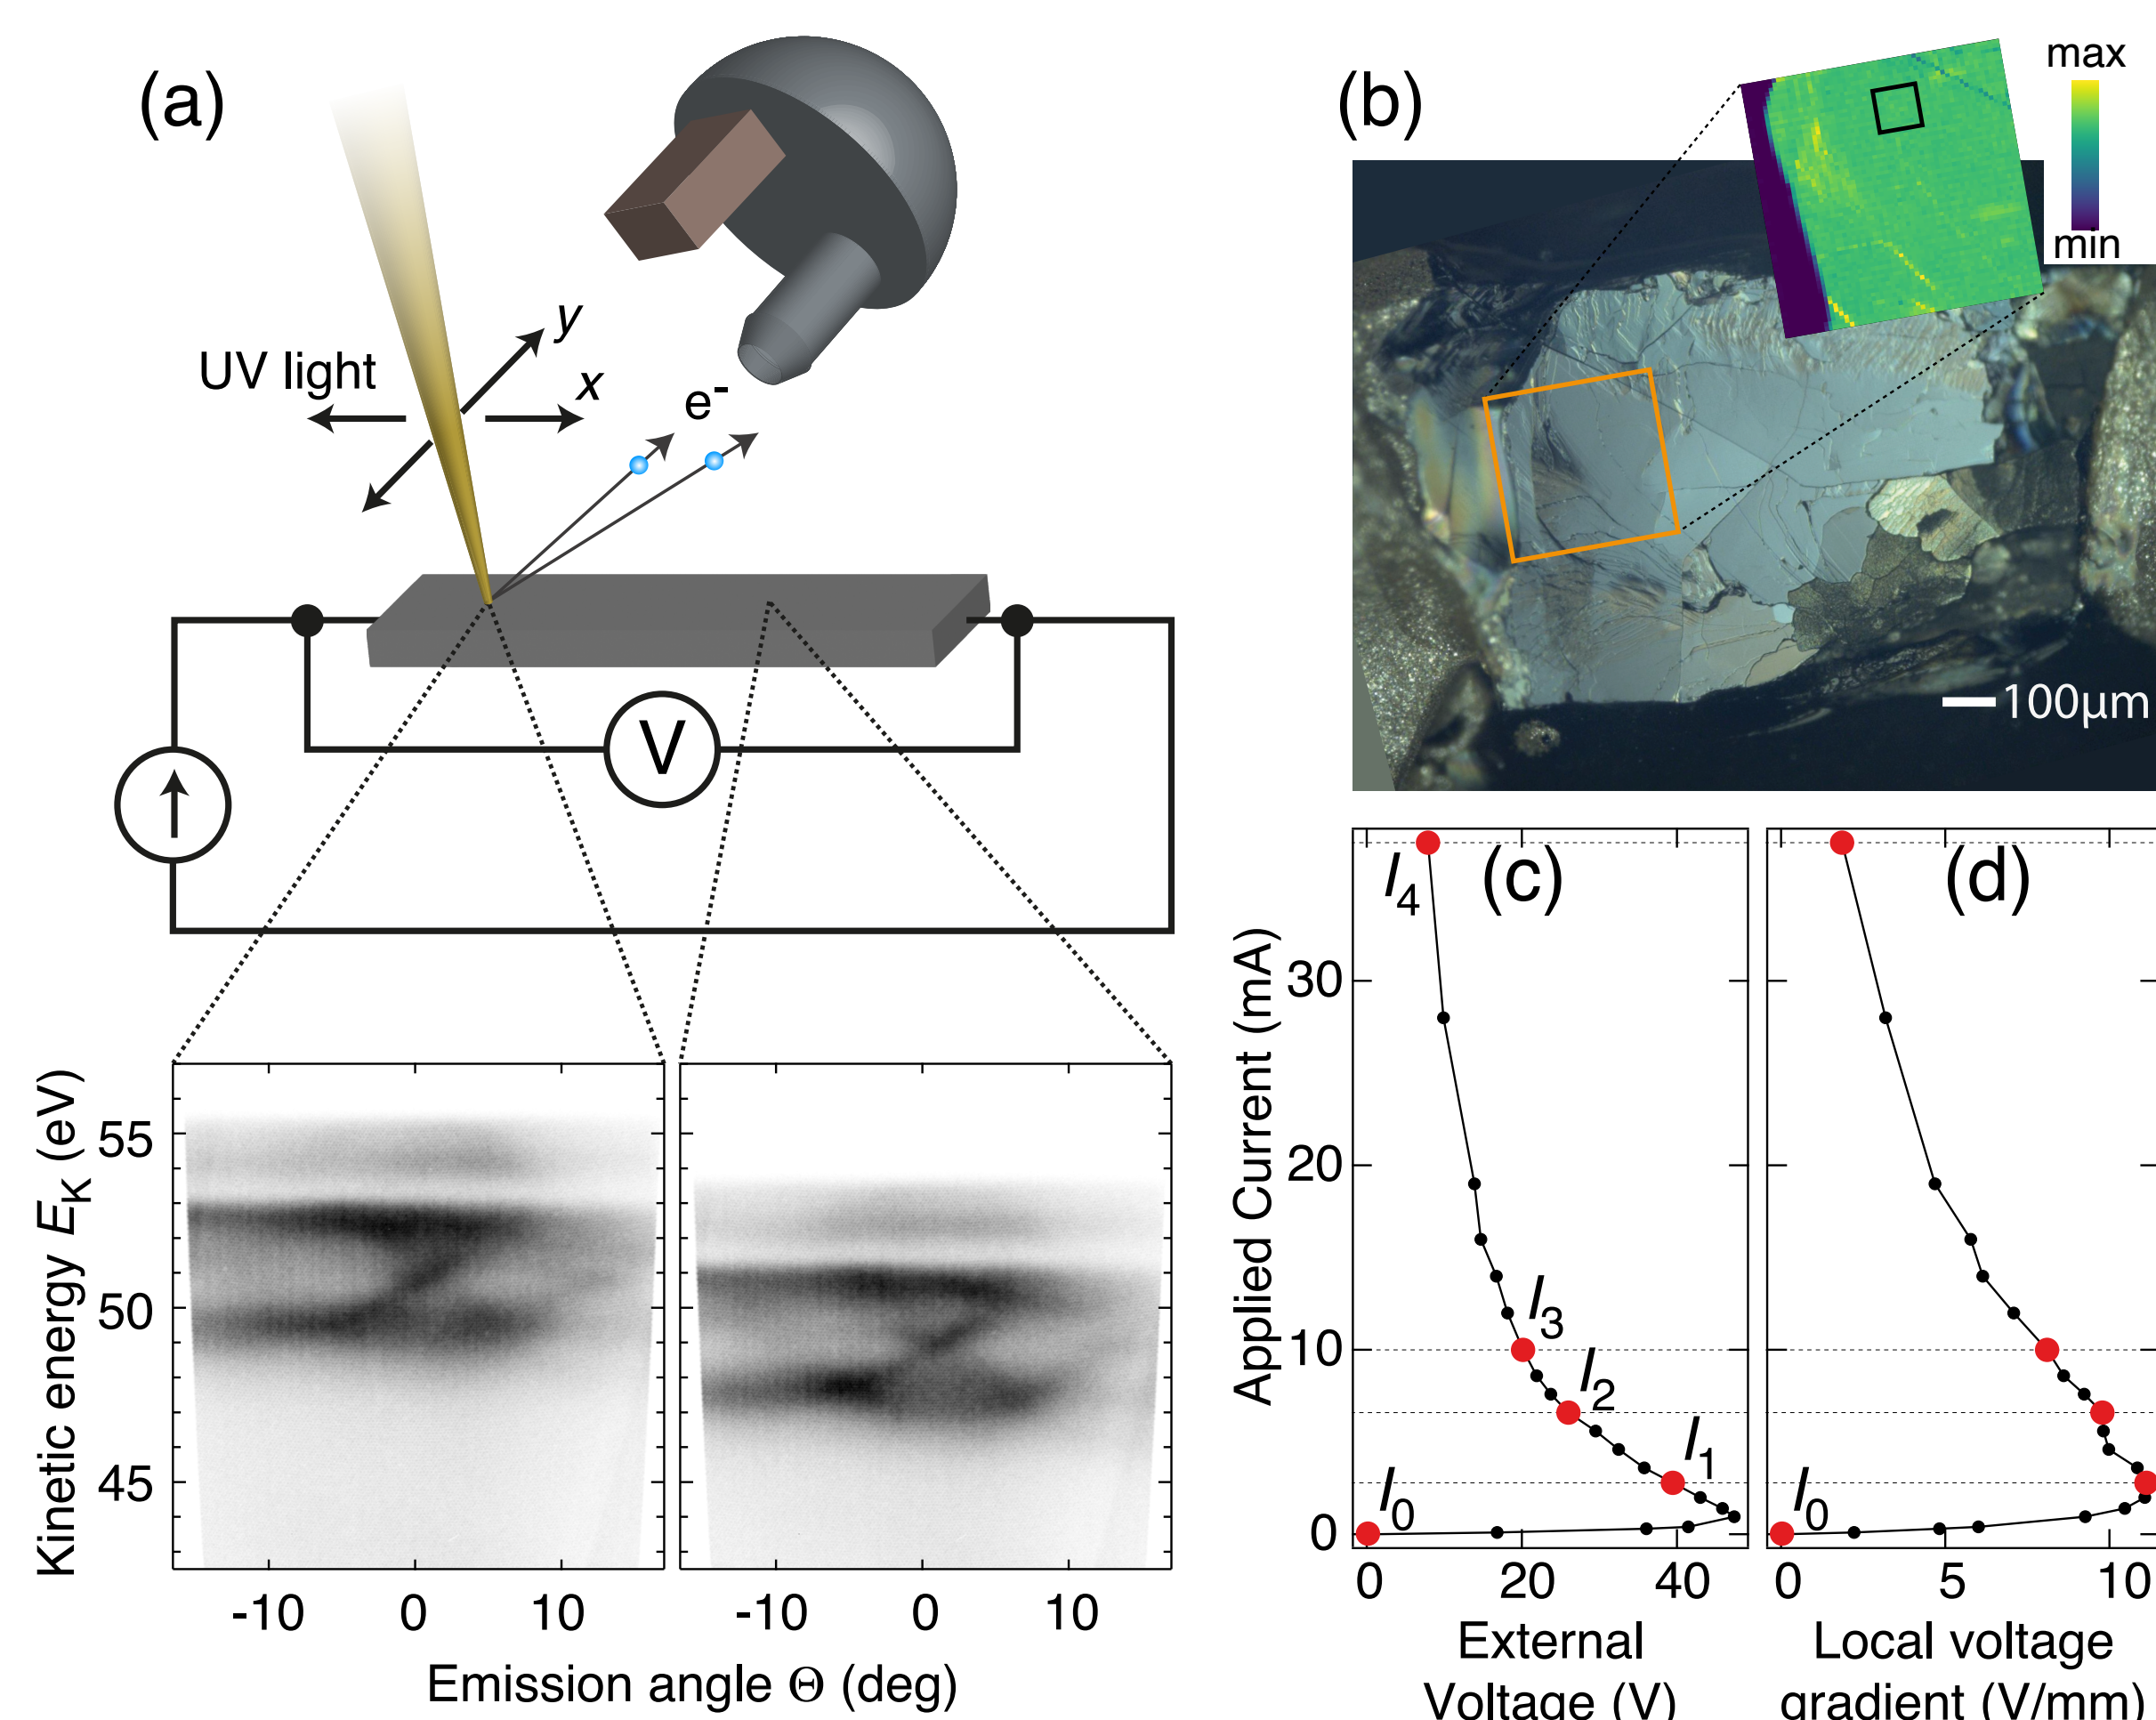 (a)
UV light
y
x
e-
V
Kinetic energy EK (eV)
55
50
45
-10 0 10
-10 0 10
Emission angle Θ (deg)
(b)
max
min
100µm
Applied Current (mA)
30
20
10
0
(c)
I4
I3
I2
I1
I0
0 20 40
External
Voltage (V)
(d)
I0
0 5 10
Local voltage
gradient (V/mm)